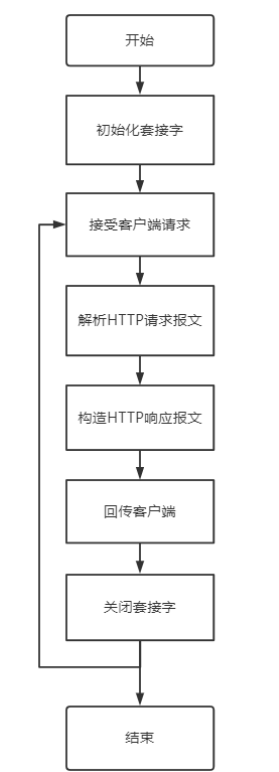 开始
初始化套接字
接受客户端请求
解析HTTP请求报文
构造HTTP响应报文
回传客户端
关闭套接字
结束